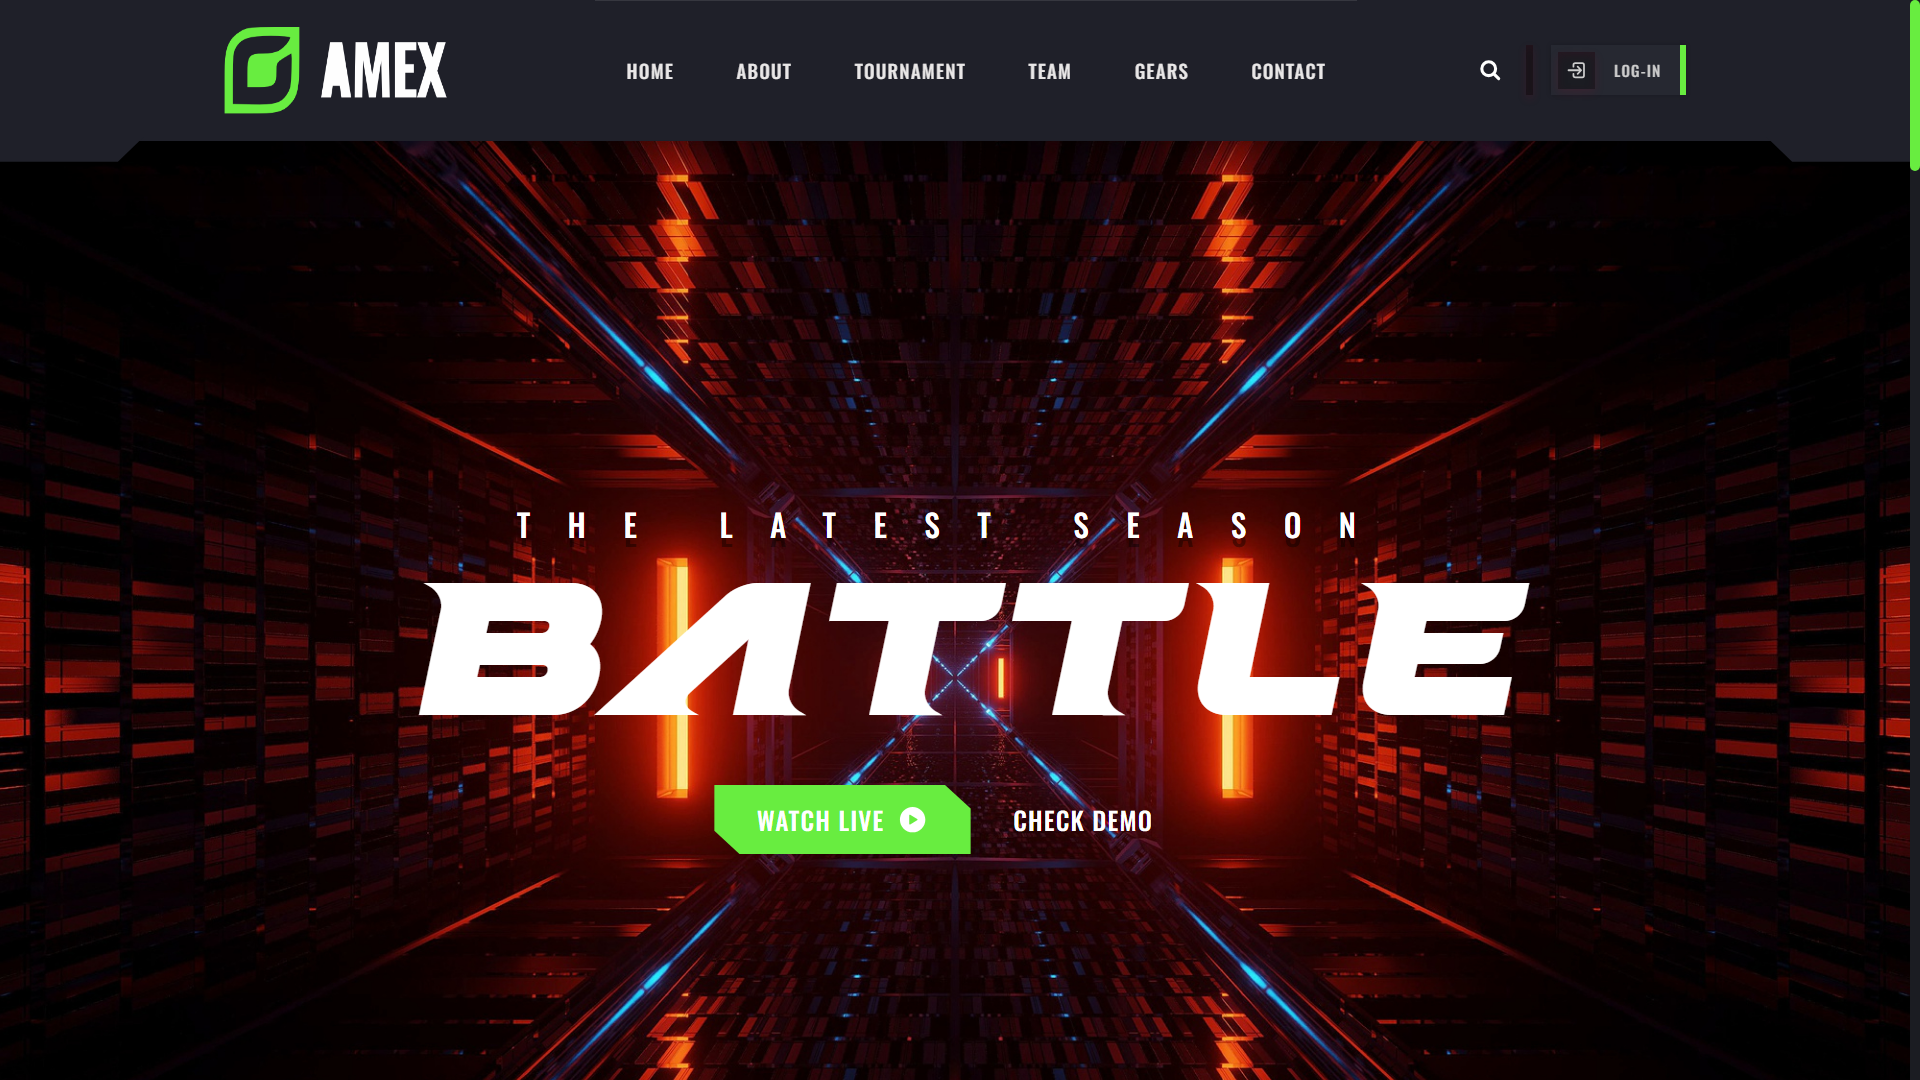 AMEX
HOME ABOUT TOURNAMENT TEAM GEARS CONTACT
LOG-IN
THE LATEST SEASON
BATTLE
WATCH LIVE
CHECK DEMO